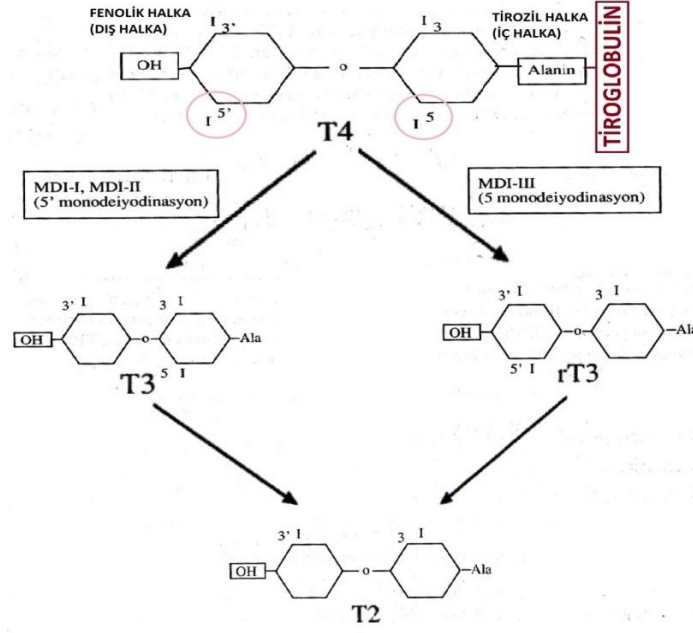 FENOLİK HALKA
(DIŞ HALKA)
TİROZİL HALKA
(İÇ HALKA)
TİROGLOBULİN
I 3'
I 3
OH
o
Alanin
I 5'
I 5
T4
MDI-I, MDI-II
(5' monodeiyodinasyon)
MDI-III
(5 monodeiyodinasyon)
3' I
3 I
OH
o
Ala
5 I
T3
3' I
3 I
OH
o
Ala
5' I
rT3
3' I
3 I
OH
o
Ala
T2